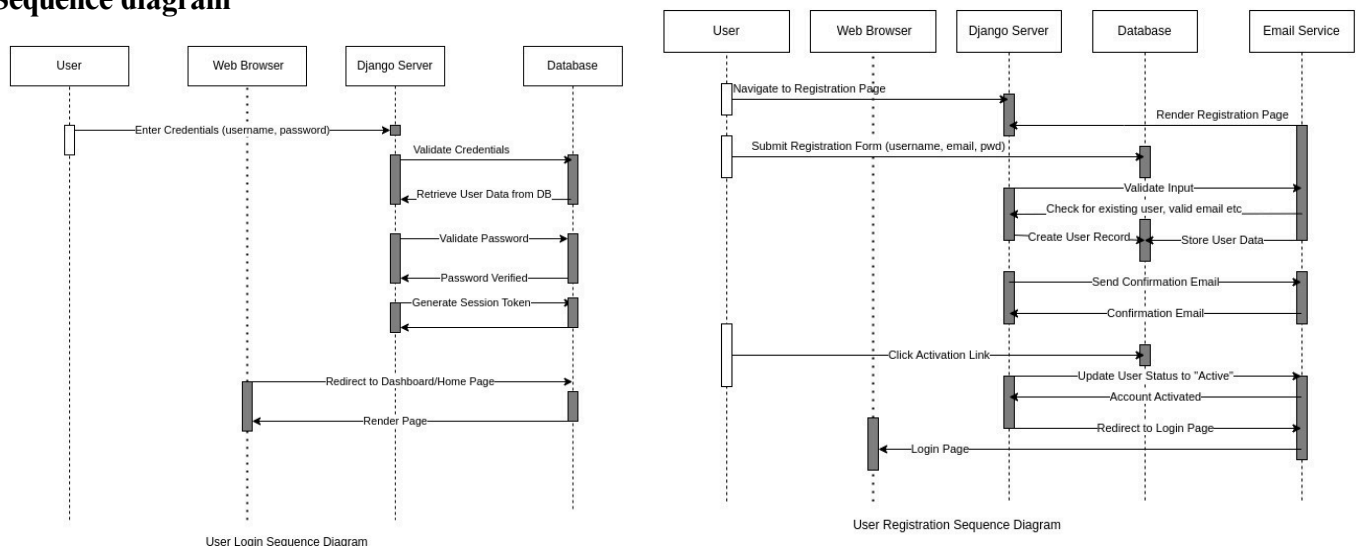 Sequence diagram
User
Web Browser
Django Server
Database
Enter Credentials (username, password)
Validate Credentials
Retrieve User Data from DB
Validate Password
Password Verified
Generate Session Token
Redirect to Dashboard/Home Page
Render Page
User Login Sequence Diagram
User
Web Browser
Django Server
Database
Email Service
Navigate to Registration Page
Render Registration Page
Submit Registration Form (username, email, pwd)
Validate Input
Check for existing user, valid email etc
Create User Record
Store User Data
Send Confirmation Email
Confirmation Email
Click Activation Link
Update User Status to "Active"
Account Activated
Redirect to Login Page
Login Page
User Registration Sequence Diagram